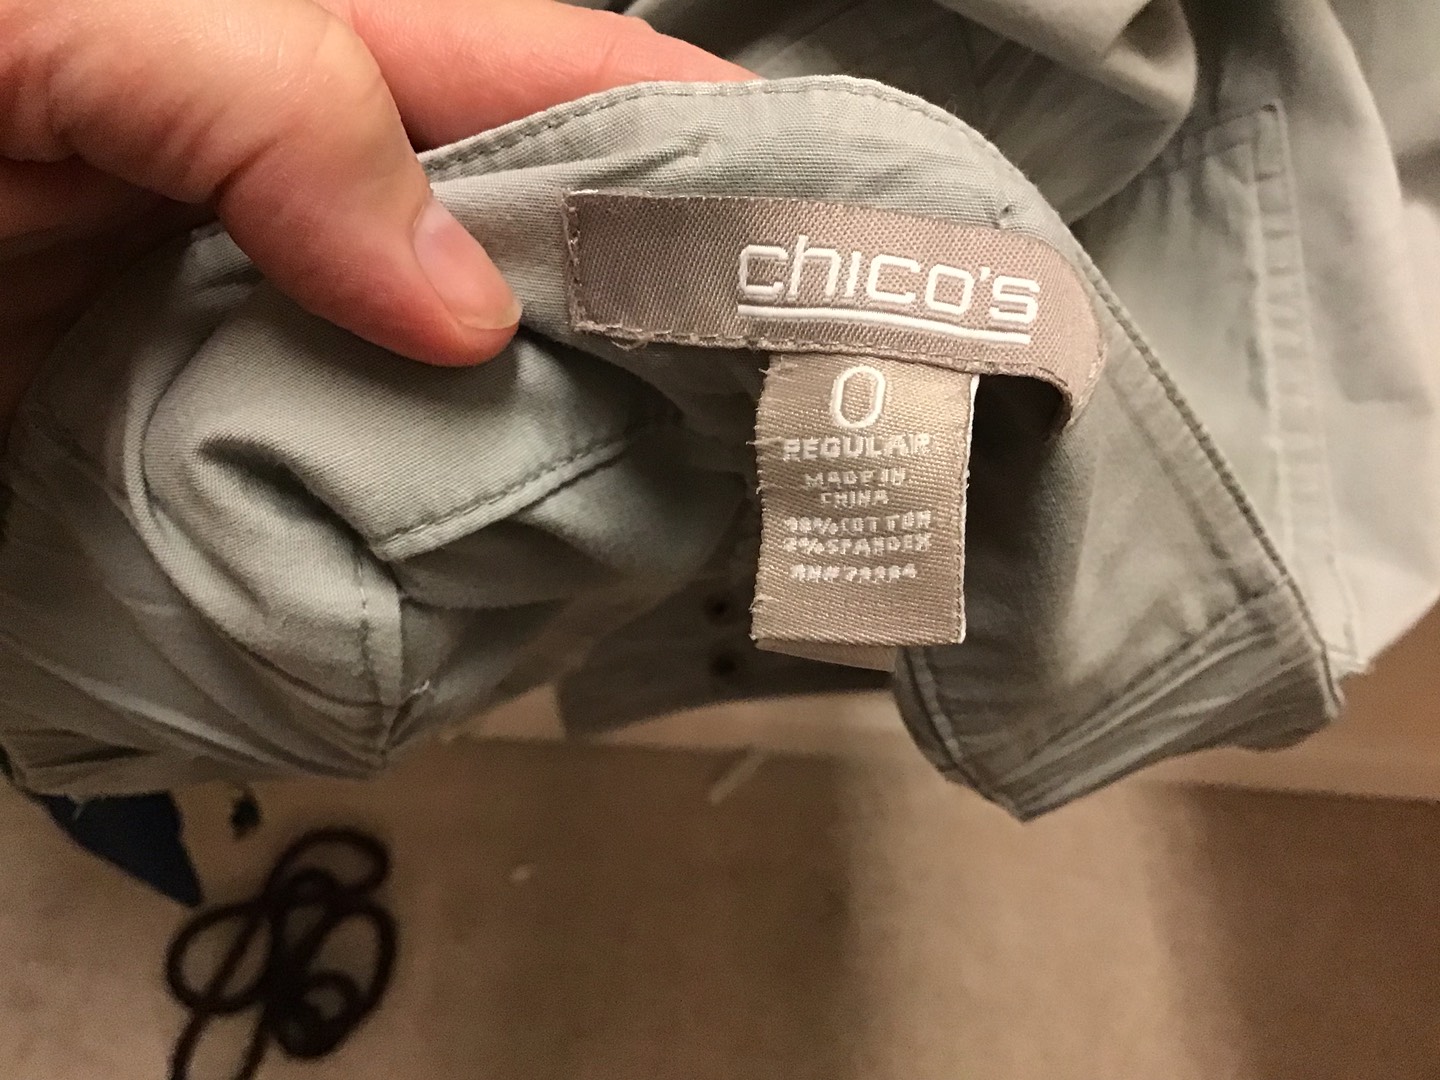 chico's
0
REGULAR
MADE IN
CHINA
98% COTTON
2% SPANDEX